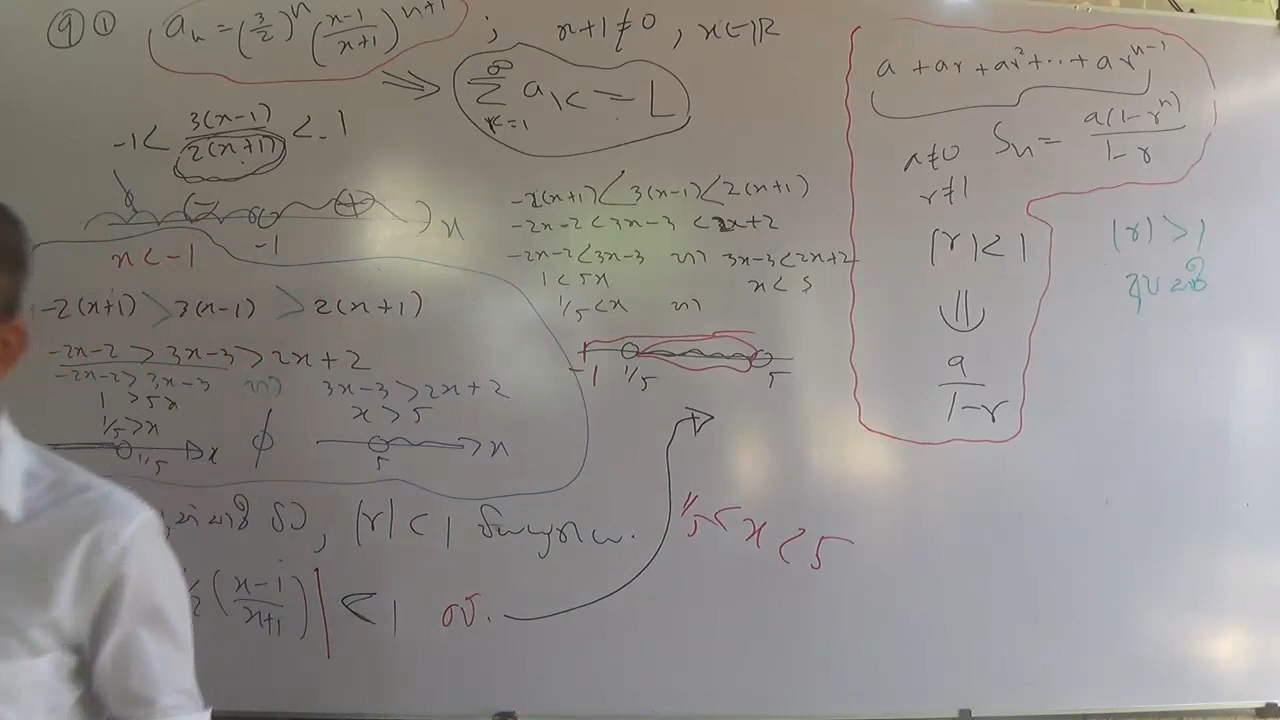 9 ① aₙ = (3/2)ⁿ ((x-1)/(x+1))ⁿ⁺¹ ; x+1≠0 , x∈ℝ
⟹ ∑_{K=1}^{∞} a_K = L
-1 < 3(x-1)/2(x+1) < 1
- + -1 x
x < -1
-2(x+1) > 3(x-1) > 2(x+1)
-2x-2 > 3x-3 > 2x+2
-2x-2 > 3x-3 හා 3x-3 > 2x+2
1 > 5x x > 5
1/5 > x
1/5 x ϕ 5 x
|r| < 1
1/2 ((x-1)/(x+1)) | < 1
-2(x+1) < 3(x-1) < 2(x+1)
-2x-2 < 3x-3 < 2x+2
-2x-2 < 3x-3 හා 3x-3 < 2x+2
1 < 5x x < 5
1/5 < x හා
-1 1/5 5
1/5 < x < 5
a + ar + ar² + ... + arⁿ⁻¹
a≠0 Sₙ = a(1-rⁿ)/1-r
r≠1
|r| < 1
⇓
a/1-r
|r| > 1